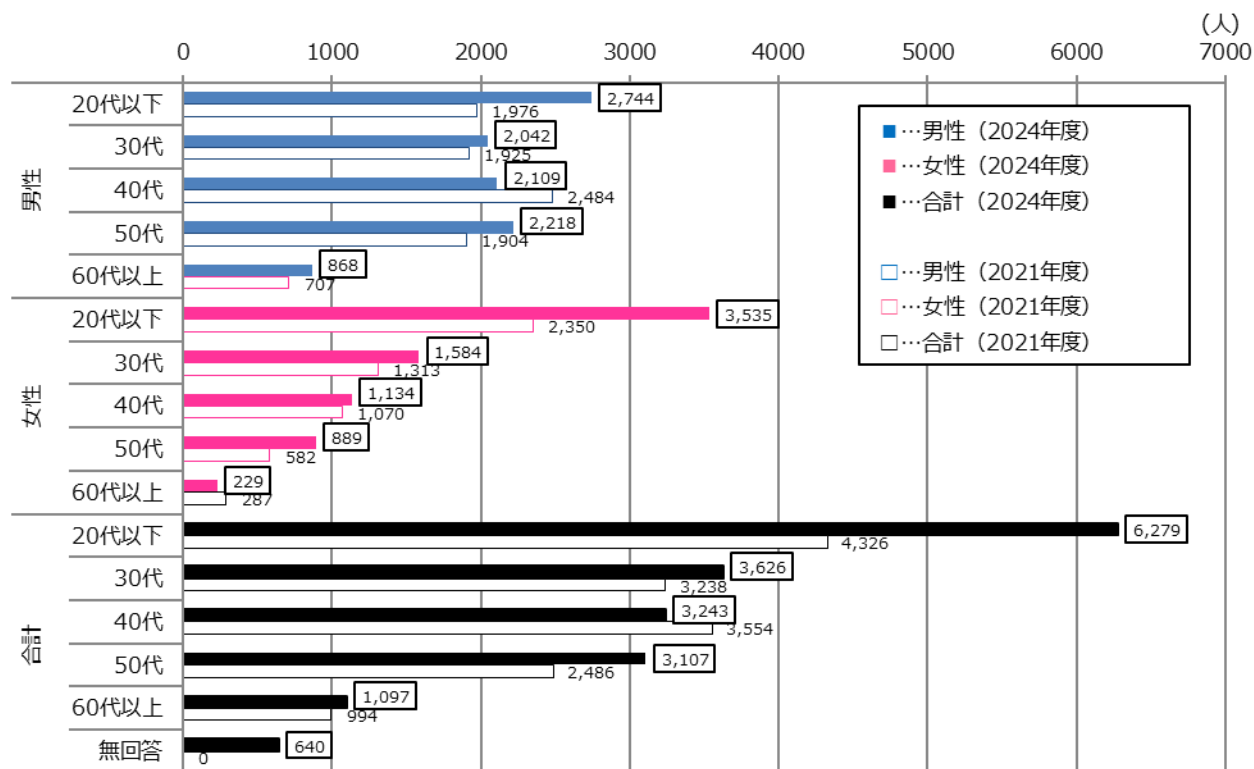 (人)
0 1000 2000 3000 4000 5000 6000 7000
男性
20代以下 2,744
1,976
30代 2,042
1,925
40代 2,109
2,484
50代 2,218
1,904
60代以上 868
707
女性
20代以下 3,535
2,350
30代 1,584
1,313
40代 1,134
1,070
50代 889
582
60代以上 229
287
合計
20代以下 6,279
4,326
30代 3,626
3,238
40代 3,243
3,554
50代 3,107
2,486
60代以上 1,097
994
無回答 640
0
■…男性（2024年度）
■…女性（2024年度）
■…合計（2024年度）
□…男性（2021年度）
□…女性（2021年度）
□…合計（2021年度）